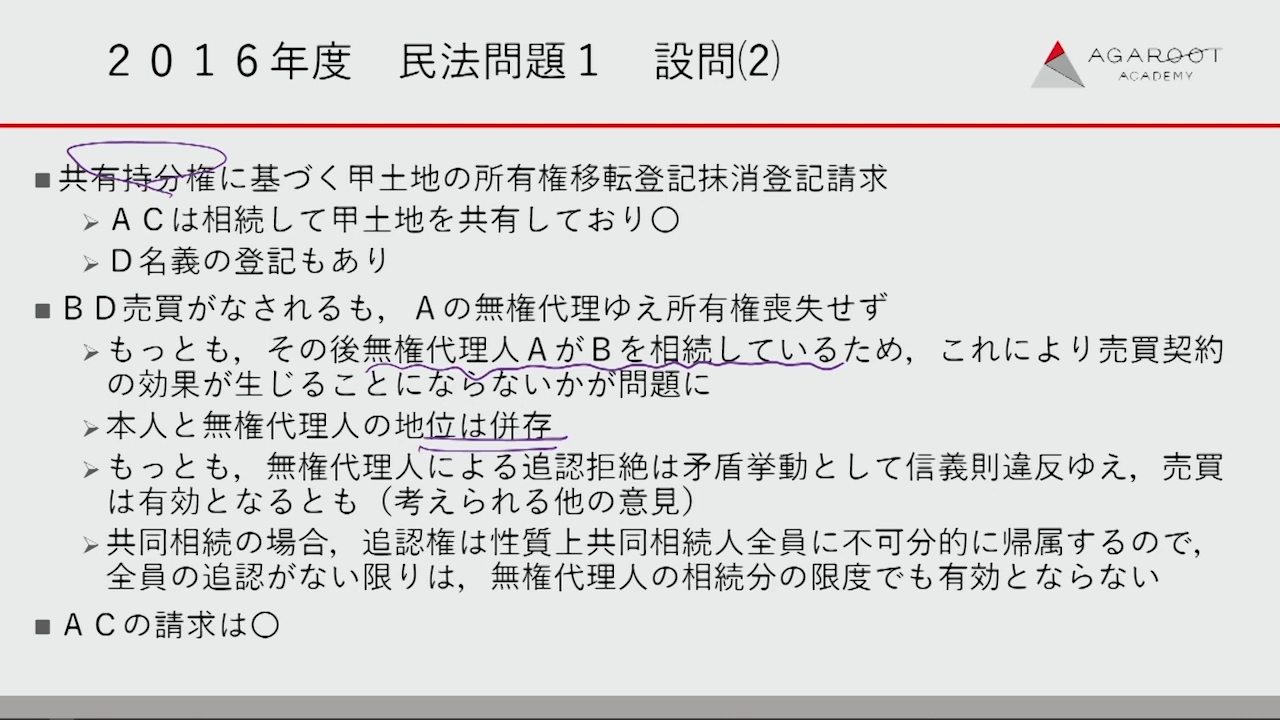 ２０１６年度　民法問題１　設問⑵
AGAROOT
ACADEMY
■共有持分権に基づく甲土地の所有権移転登記抹消登記請求
➢ＡＣは相続して甲土地を共有しており〇
➢Ｄ名義の登記もあり
■ＢＤ売買がなされるも，Ａの無権代理ゆえ所有権喪失せず
➢もっとも，その後無権代理人ＡがＢを相続しているため，これにより売買契約
の効果が生じることにならないかが問題に
➢本人と無権代理人の地位は併存
➢もっとも，無権代理人による追認拒絶は矛盾挙動として信義則違反ゆえ，売買
は有効となるとも（考えられる他の意見）
➢共同相続の場合，追認権は性質上共同相続人全員に不可分的に帰属するので，
全員の追認がない限りは，無権代理人の相続分の限度でも有効とならない
■ＡＣの請求は〇